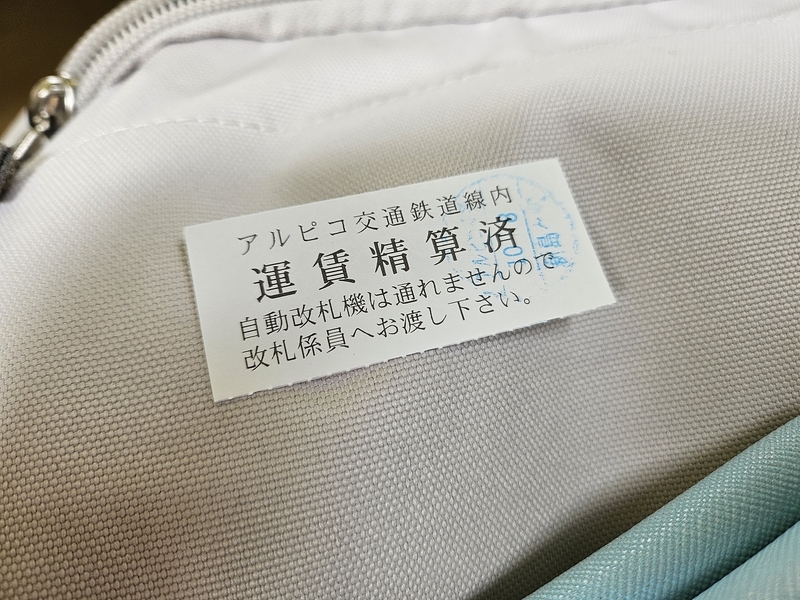 アルピコ交通鉄道線内
運賃精算済
自動改札機は通れませんので
改札係員へお渡し下さい。